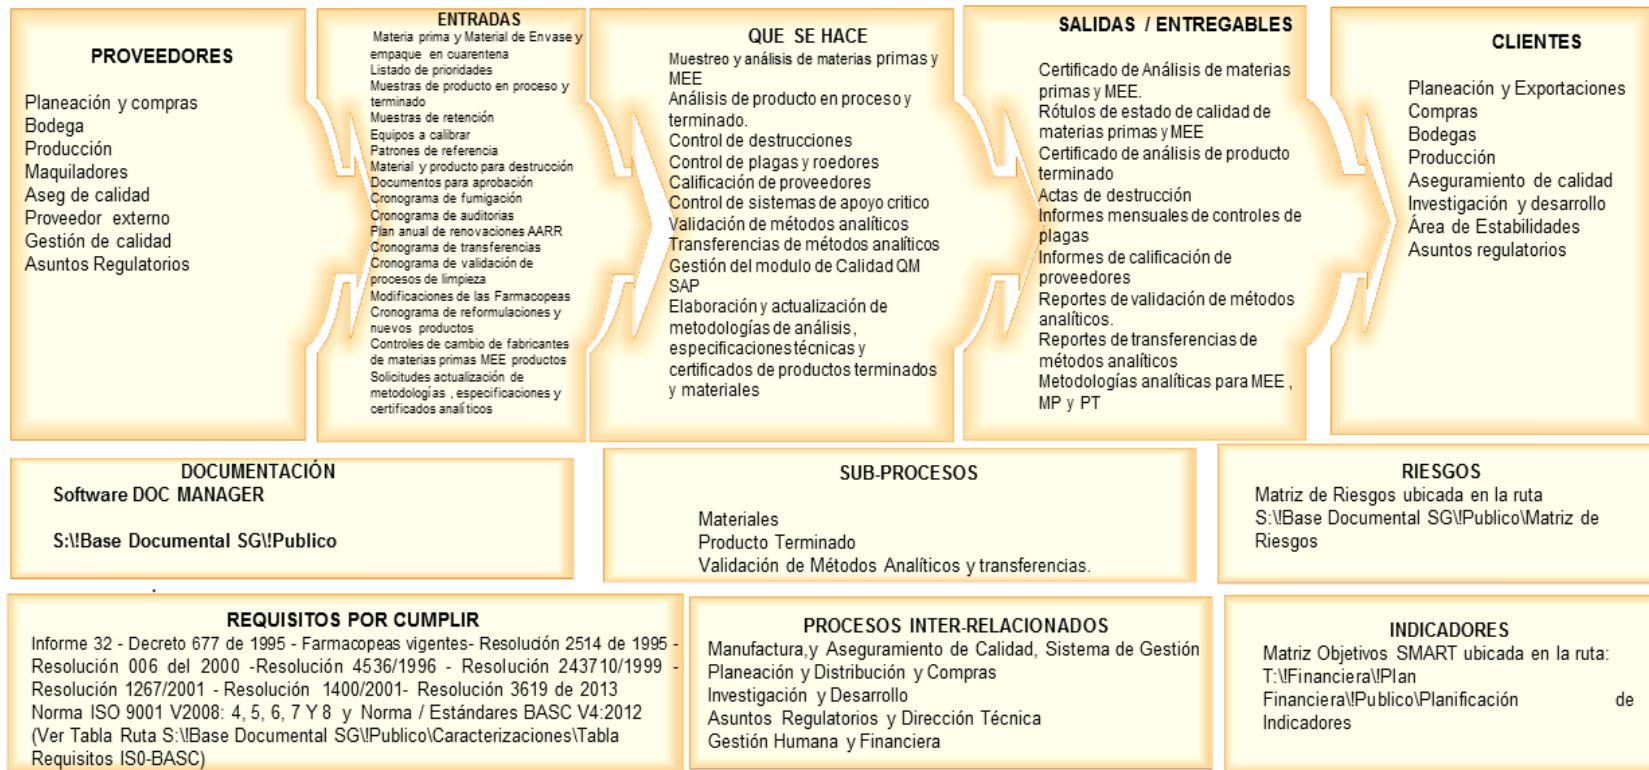 PROVEEDORES
Planeación y compras
Bodega
Producción
Maquiladores
Aseg de calidad
Proveedor externo
Gestión de calidad
Asuntos Regulatorios
ENTRADAS
Materia prima y Material de Envase y
empaque en cuarentena
Listado de prioridades
Muestras de producto en proceso y
terminado
Muestras de retención
Equipos a calibrar
Patrones de referencia
Material y producto para destrucción
Documentos para aprobación
Cronograma de fumigación
Cronograma de auditorias
Plan anual de renovaciones AARR
Cronograma de transferencias
Cronograma de validación de
procesos de limpieza
Modificaciones de las Farmacopeas
Cronograma de reformulaciones y
nuevos productos
Controles de cambio de fabricantes
de materias primas MEE productos
Solicitudes actualización de
metodologías , especificaciones y
certificados analíticos
QUE SE HACE
Muestreo y análisis de materias primas y
MEE
Análisis de producto en proceso y
terminado.
Control de destrucciones
Control de plagas y roedores
Calificación de proveedores
Control de sistemas de apoyo critico
Validación de métodos analíticos
Transferencias de métodos analíticos
Gestión del modulo de Calidad QM
SAP
Elaboración y actualización de
metodologías de análisis ,
especificaciones técnicas y
certificados de productos terminados
y materiales
SALIDAS / ENTREGABLES
Certificado de Análisis de materias
primas y MEE.
Rótulos de estado de calidad de
materias primas y MEE
Certificado de análisis de producto
terminado
Actas de destrucción
Informes mensuales de controles de
plagas
Informes de calificación de
proveedores
Reportes de validación de métodos
analíticos.
Reportes de transferencias de
métodos analíticos
Metodologías analíticas para MEE ,
MP y PT
CLIENTES
Planeación y Exportaciones
Compras
Bodegas
Producción
Aseguramiento de calidad
Investigación y desarrollo
Área de Estabilidades
Asuntos regulatorios
DOCUMENTACIÓN
Software DOC MANAGER
S:\!Base Documental SG\!Publico
SUB-PROCESOS
Materiales
Producto Terminado
Validación de Métodos Analíticos y transferencias.
RIESGOS
Matriz de Riesgos ubicada en la ruta
S:\!Base Documental SG\!Publico\Matriz de
Riesgos
REQUISITOS POR CUMPLIR
Informe 32 - Decreto 677 de 1995 - Farmacopeas vigentes- Resolución 2514 de 1995 -
Resolución 006 del 2000 -Resolución 4536/1996 - Resolución 243710/1999 -
Resolución 1267/2001 - Resolución 1400/2001- Resolución 3619 de 2013
Norma ISO 9001 V2008: 4, 5, 6, 7 Y 8 y Norma / Estándares BASC V4:2012
(Ver Tabla Ruta S:\!Base Documental SG\!Publico\Caracterizaciones\Tabla
Requisitos IS0-BASC)
PROCESOS INTER-RELACIONADOS
Manufactura,y Aseguramiento de Calidad, Sistema de Gestión
Planeación y Distribución y Compras
Investigación y Desarrollo
Asuntos Regulatorios y Dirección Técnica
Gestión Humana y Financiera
INDICADORES
Matriz Objetivos SMART ubicada en la ruta:
T:\!Financiera\!Plan
Financiera\!Publico\Planificación de
Indicadores